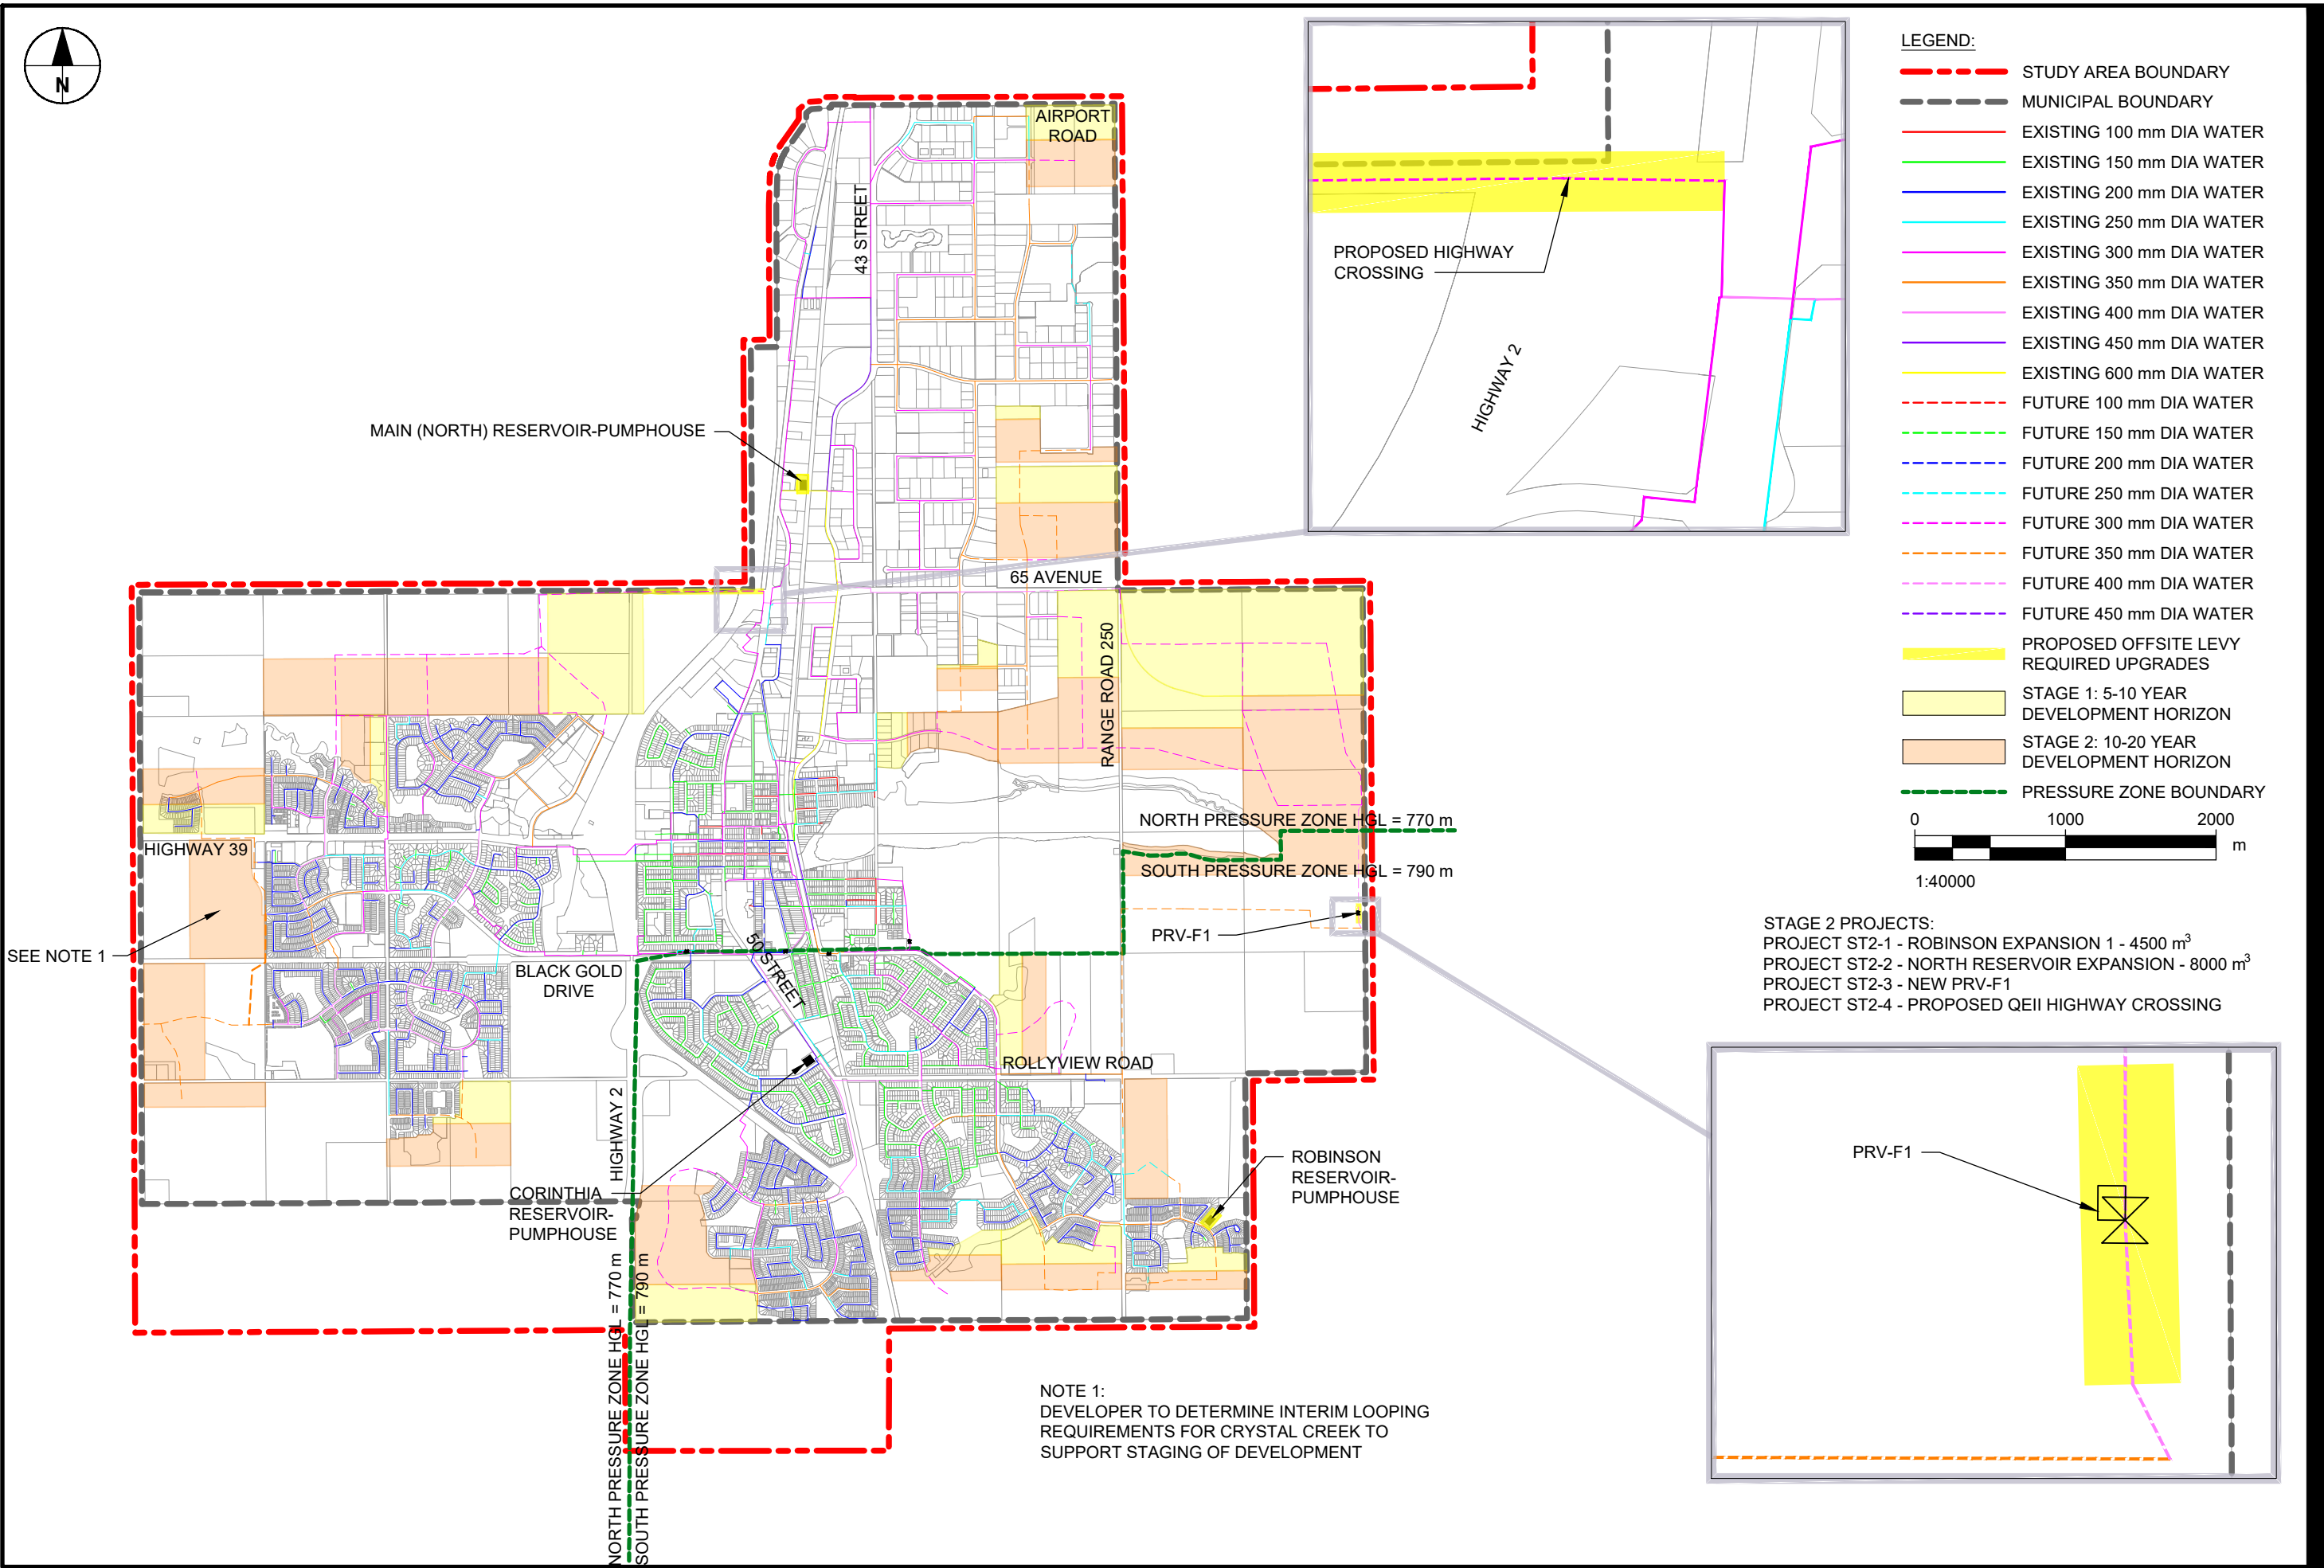 N
AIRPORT
ROAD
43 STREET
MAIN (NORTH) RESERVOIR-PUMPHOUSE
65 AVENUE
RANGE ROAD 250
NORTH PRESSURE ZONE HGL = 770 m
SOUTH PRESSURE ZONE HGL = 790 m
PRV-F1
HIGHWAY 39
SEE NOTE 1
BLACK GOLD
DRIVE
50 STREET
ROLLYVIEW ROAD
HIGHWAY 2
CORINTHIA
RESERVOIR-
PUMPHOUSE
ROBINSON
RESERVOIR-
PUMPHOUSE
NORTH PRESSURE ZONE HGL = 770 m
SOUTH PRESSURE ZONE HGL = 790 m
NOTE 1:
DEVELOPER TO DETERMINE INTERIM LOOPING
REQUIREMENTS FOR CRYSTAL CREEK TO
SUPPORT STAGING OF DEVELOPMENT
PROPOSED HIGHWAY
CROSSING
HIGHWAY 2
LEGEND:
STUDY AREA BOUNDARY
MUNICIPAL BOUNDARY
EXISTING 100 mm DIA WATER
EXISTING 150 mm DIA WATER
EXISTING 200 mm DIA WATER
EXISTING 250 mm DIA WATER
EXISTING 300 mm DIA WATER
EXISTING 350 mm DIA WATER
EXISTING 400 mm DIA WATER
EXISTING 450 mm DIA WATER
EXISTING 600 mm DIA WATER
FUTURE 100 mm DIA WATER
FUTURE 150 mm DIA WATER
FUTURE 200 mm DIA WATER
FUTURE 250 mm DIA WATER
FUTURE 300 mm DIA WATER
FUTURE 350 mm DIA WATER
FUTURE 400 mm DIA WATER
FUTURE 450 mm DIA WATER
PROPOSED OFFSITE LEVY
REQUIRED UPGRADES
STAGE 1: 5-10 YEAR
DEVELOPMENT HORIZON
STAGE 2: 10-20 YEAR
DEVELOPMENT HORIZON
PRESSURE ZONE BOUNDARY
0 1000 2000
m
1:40000
STAGE 2 PROJECTS:
PROJECT ST2-1 - ROBINSON EXPANSION 1 - 4500 m³
PROJECT ST2-2 - NORTH RESERVOIR EXPANSION - 8000 m³
PROJECT ST2-3 - NEW PRV-F1
PROJECT ST2-4 - PROPOSED QEII HIGHWAY CROSSING
PRV-F1